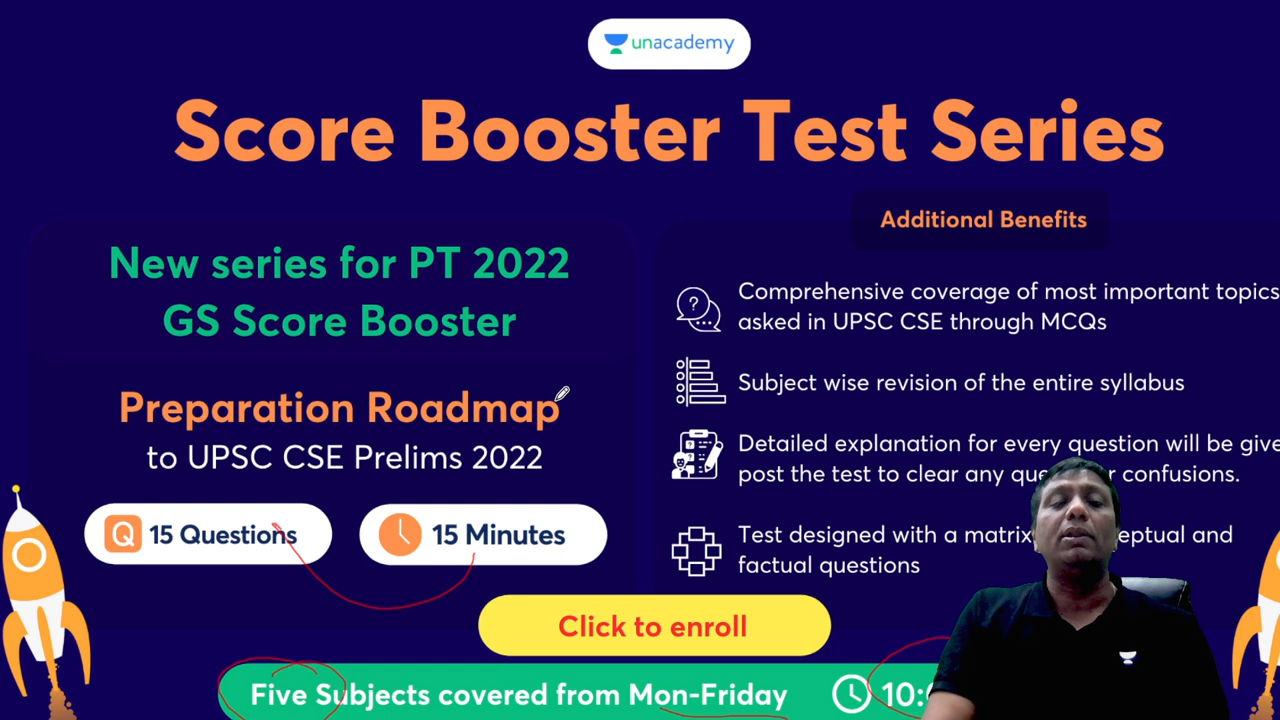 unacademy
Score Booster Test Series
New series for PT 2022
GS Score Booster
Preparation Roadmap
to UPSC CSE Prelims 2022
Q 15 Questions
15 Minutes
Additional Benefits
Comprehensive coverage of most important topics
asked in UPSC CSE through MCQs
Subject wise revision of the entire syllabus
Detailed explanation for every question will be give
post the test to clear any confusions.
Test designed with a matrix and
factual questions
Click to enroll
Five Subjects covered from Mon-Friday